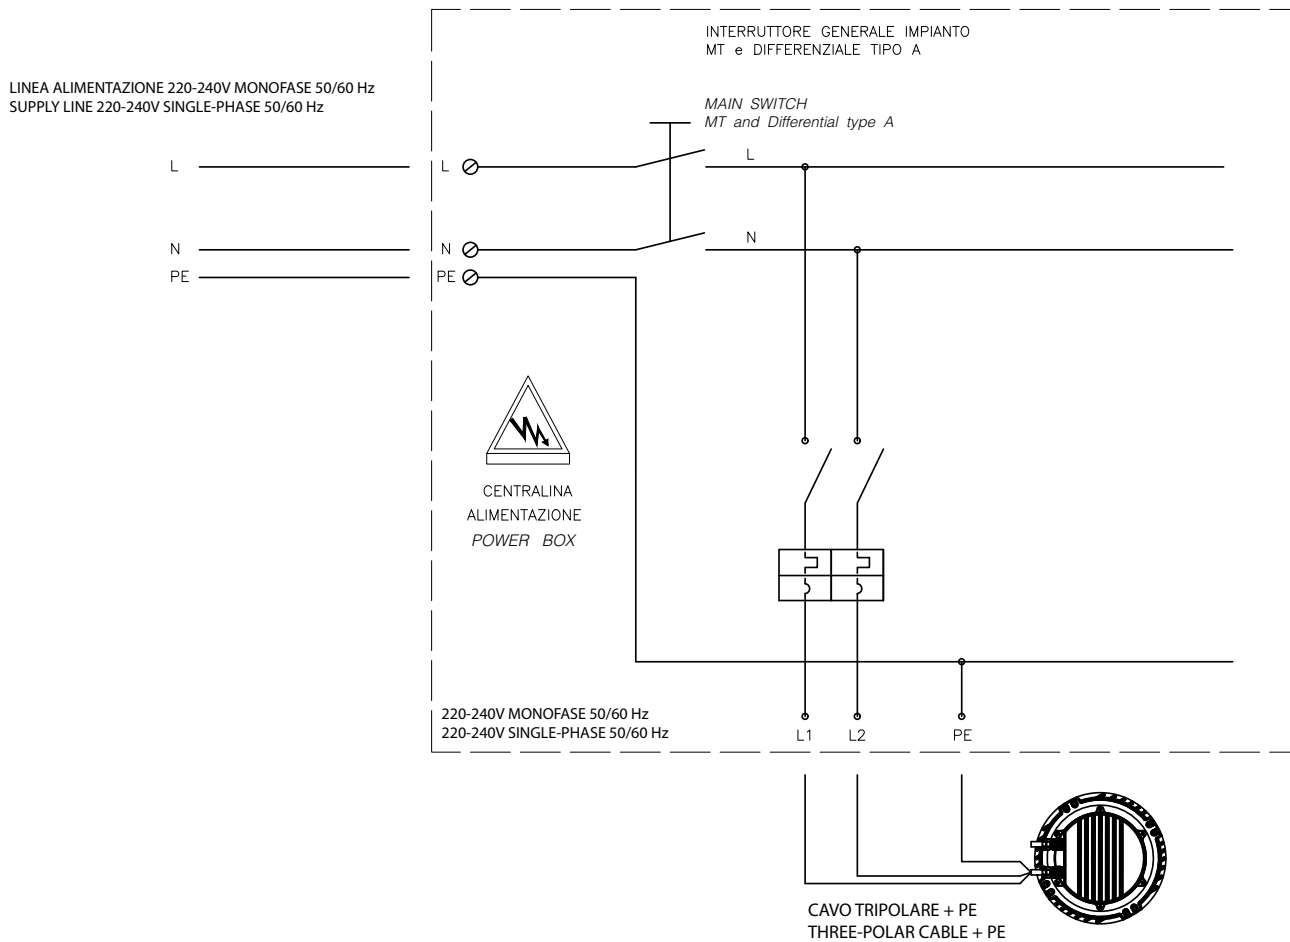 INTERRUTTORE GENERALE IMPIANTO
MT e DIFFERENZIALE TIPO A
LINEA ALIMENTAZIONE 220-240V MONOFASE 50/60 Hz
SUPPLY LINE 220-240V SINGLE-PHASE 50/60 Hz
MAIN SWITCH
MT and Differential type A
L
L
L
N
N
N
PE
PE
CENTRALINA
ALIMENTAZIONE
POWER BOX
220-240V MONOFASE 50/60 Hz
220-240V SINGLE-PHASE 50/60 Hz
L1
L2
PE
CAVO TRIPOLARE + PE
THREE-POLAR CABLE + PE